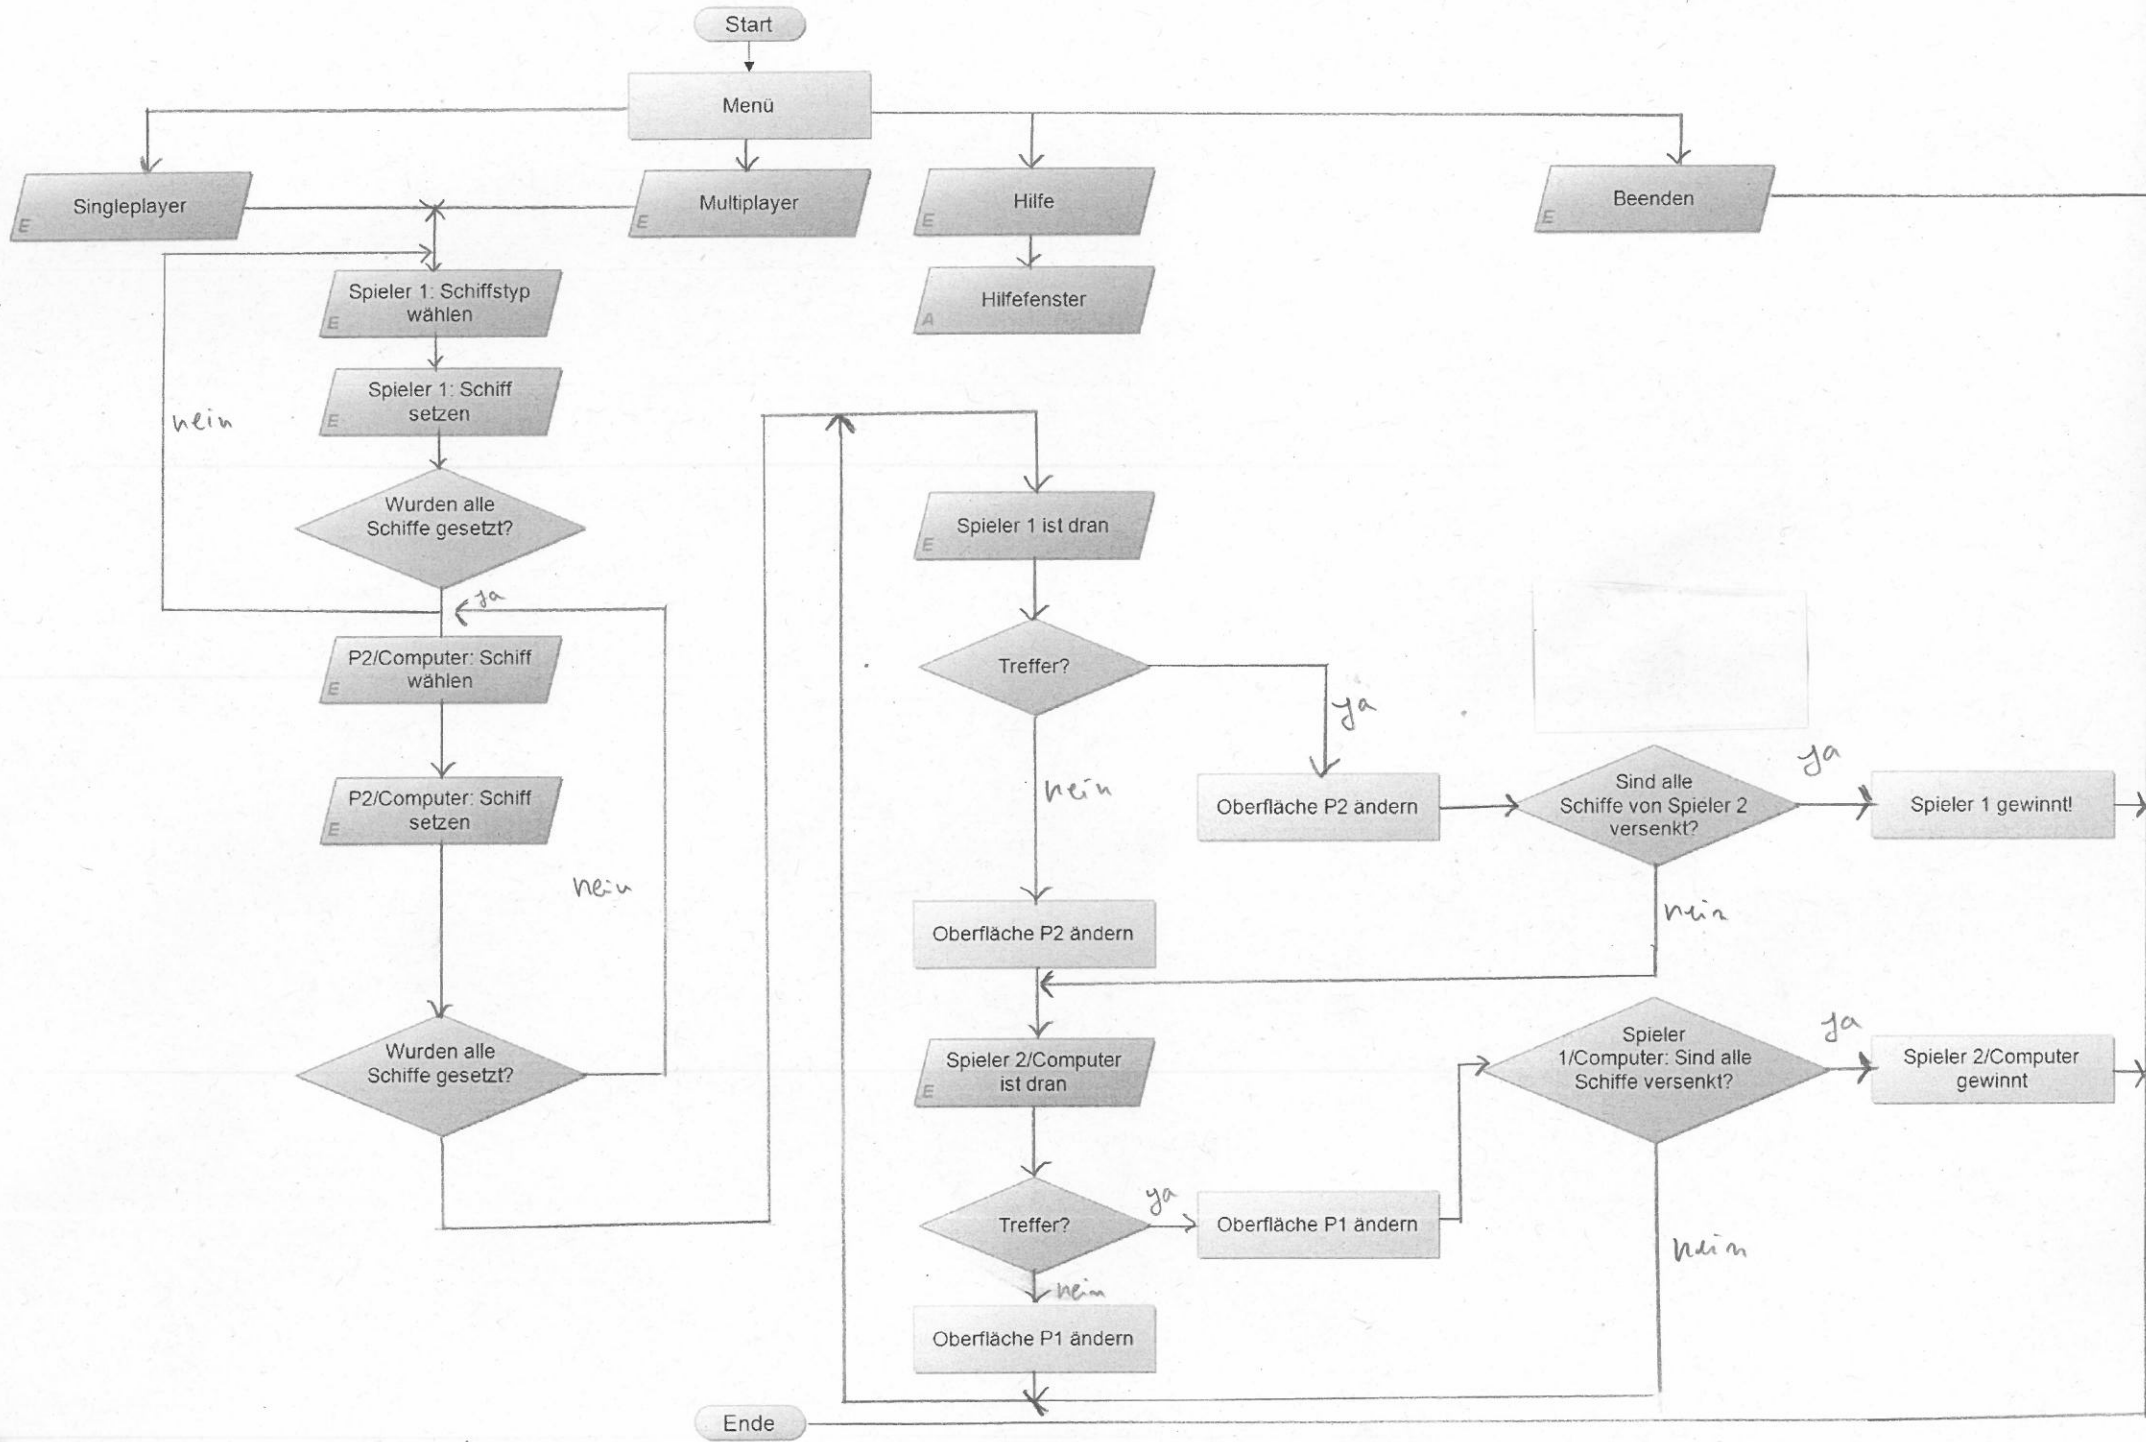 Start
Menü
Singleplayer
E
Multiplayer
E
Hilfe
E
Beenden
E
Spieler 1: Schiffstyp
wählen
E
Hilfefenster
A
Spieler 1: Schiff
setzen
E
nein
Wurden alle
Schiffe gesetzt?
ja
P2/Computer: Schiff
wählen
E
P2/Computer: Schiff
setzen
E
nein
Wurden alle
Schiffe gesetzt?
Spieler 1 ist dran
E
Treffer?
ja
nein
Oberfläche P2 ändern
Sind alle
Schiffe von Spieler 2
versenkt?
ja
Spieler 1 gewinnt!
nein
Oberfläche P2 ändern
Spieler 2/Computer
ist dran
E
Spieler
1/Computer: Sind alle
Schiffe versenkt?
ja
Spieler 2/Computer
gewinnt
Treffer?
ja
Oberfläche P1 ändern
nein
nein
Oberfläche P1 ändern
Ende